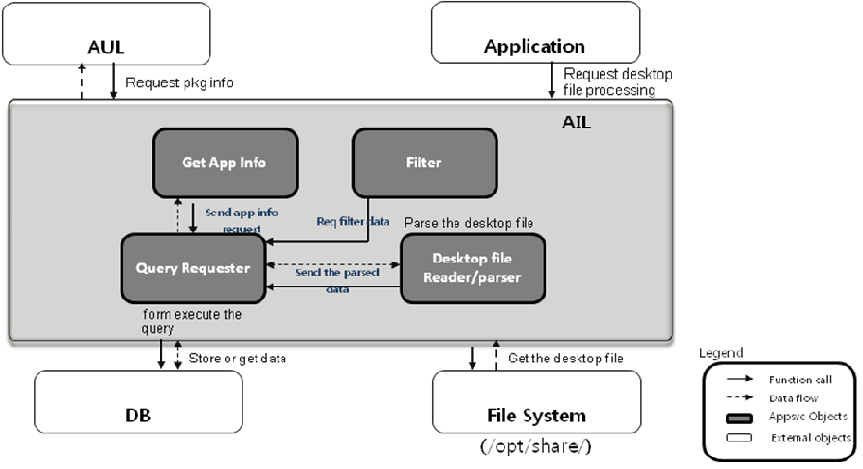 AUL
Application
Request pkg info
Request desktop
file processing
AIL
Get App Info
Filter
Send app info
request
Req filter data
Parse the desktop file
Query Requester
Send the parsed
data
Desktop file
Reader/parser
form execute the
query
Store or get data
Get the desktop file
DB
File System
(/opt/share/)
Legend
Function call
Data flow
Appsvc Objects
External objects